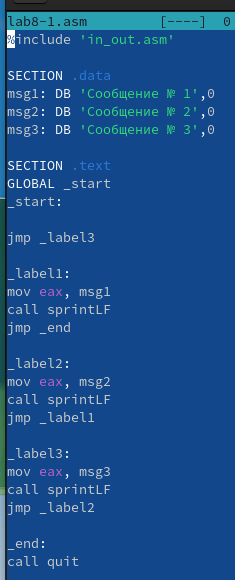 lab8-1.asm [----] 0
%include 'in_out.asm'
SECTION .data
msg1: DB 'Сообщение № 1',0
msg2: DB 'Сообщение № 2',0
msg3: DB 'Сообщение № 3',0
SECTION .text
GLOBAL _start
_start:
jmp _label3
_label1:
mov eax, msg1
call sprintLF
jmp _end
_label2:
mov eax, msg2
call sprintLF
jmp _label1
_label3:
mov eax, msg3
call sprintLF
jmp _label2
_end:
call quit